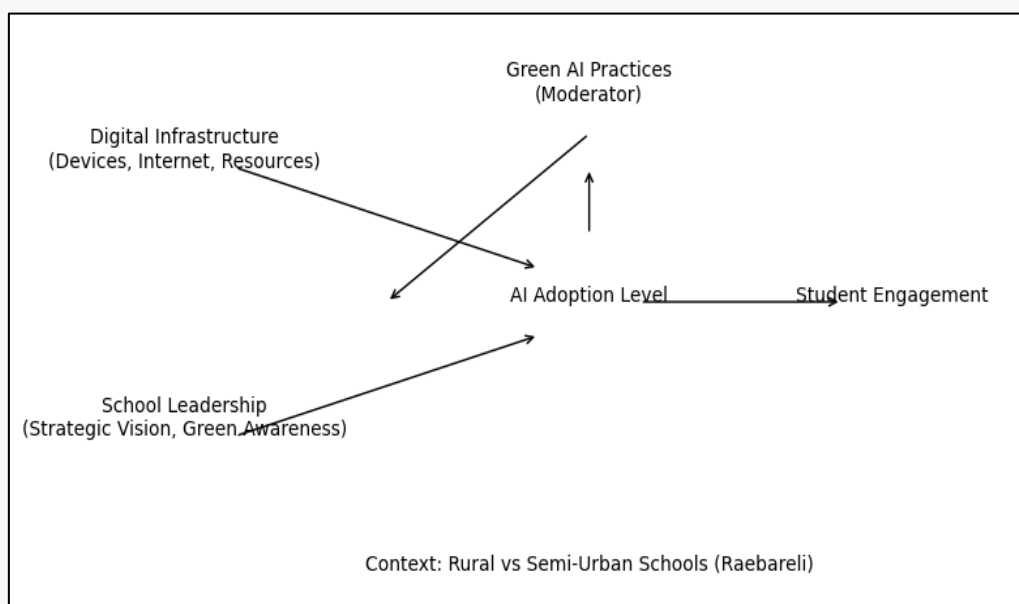 Green AI Practices
(Moderator)
Digital Infrastructure
(Devices, Internet, Resources)
AI Adoption Level
Student Engagement
School Leadership
(Strategic Vision, Green Awareness)
Context: Rural vs Semi-Urban Schools (Raebareli)